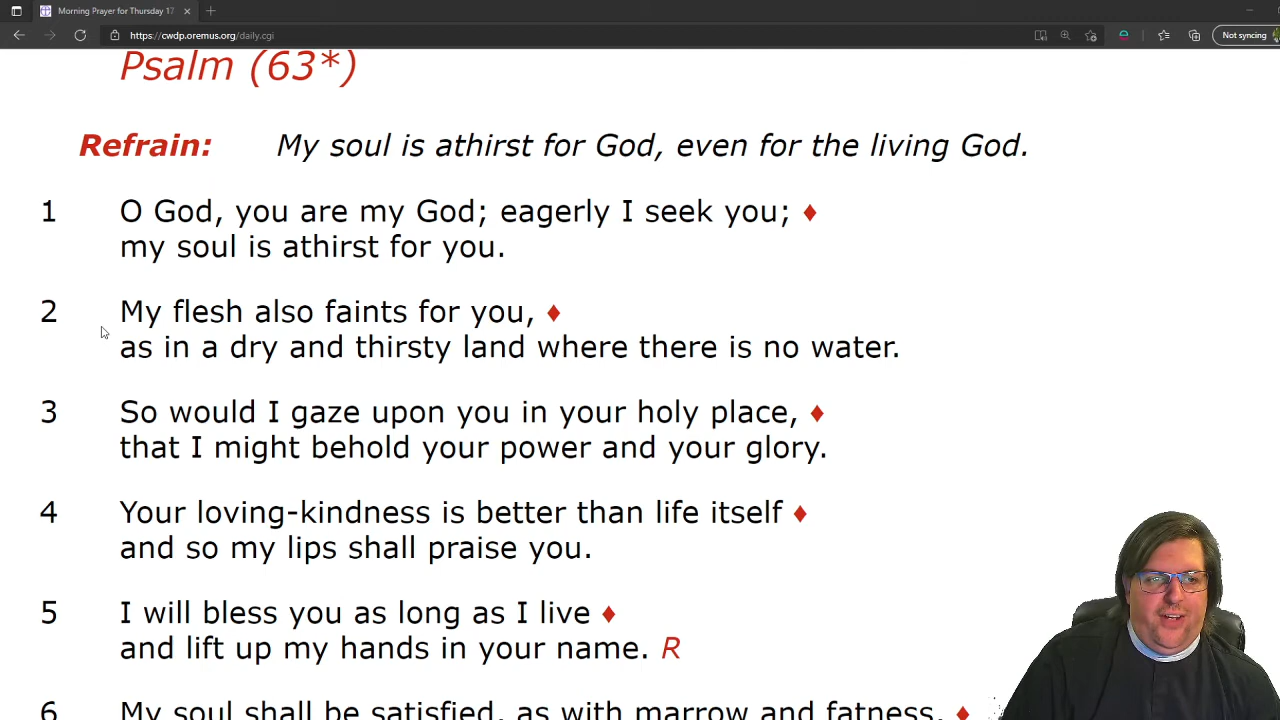 Morning Prayer for Thursday 17
https://cwdp.oremus.org/daily.cgi
Not syncing
Psalm (63*)
Refrain: My soul is athirst for God, even for the living God.
1 O God, you are my God; eagerly I seek you; ♦
my soul is athirst for you.
2 My flesh also faints for you, ♦
as in a dry and thirsty land where there is no water.
3 So would I gaze upon you in your holy place, ♦
that I might behold your power and your glory.
4 Your loving-kindness is better than life itself ♦
and so my lips shall praise you.
5 I will bless you as long as I live ♦
and lift up my hands in your name. R
6 My soul shall be satisfied, as with marrow and fatness, ♦